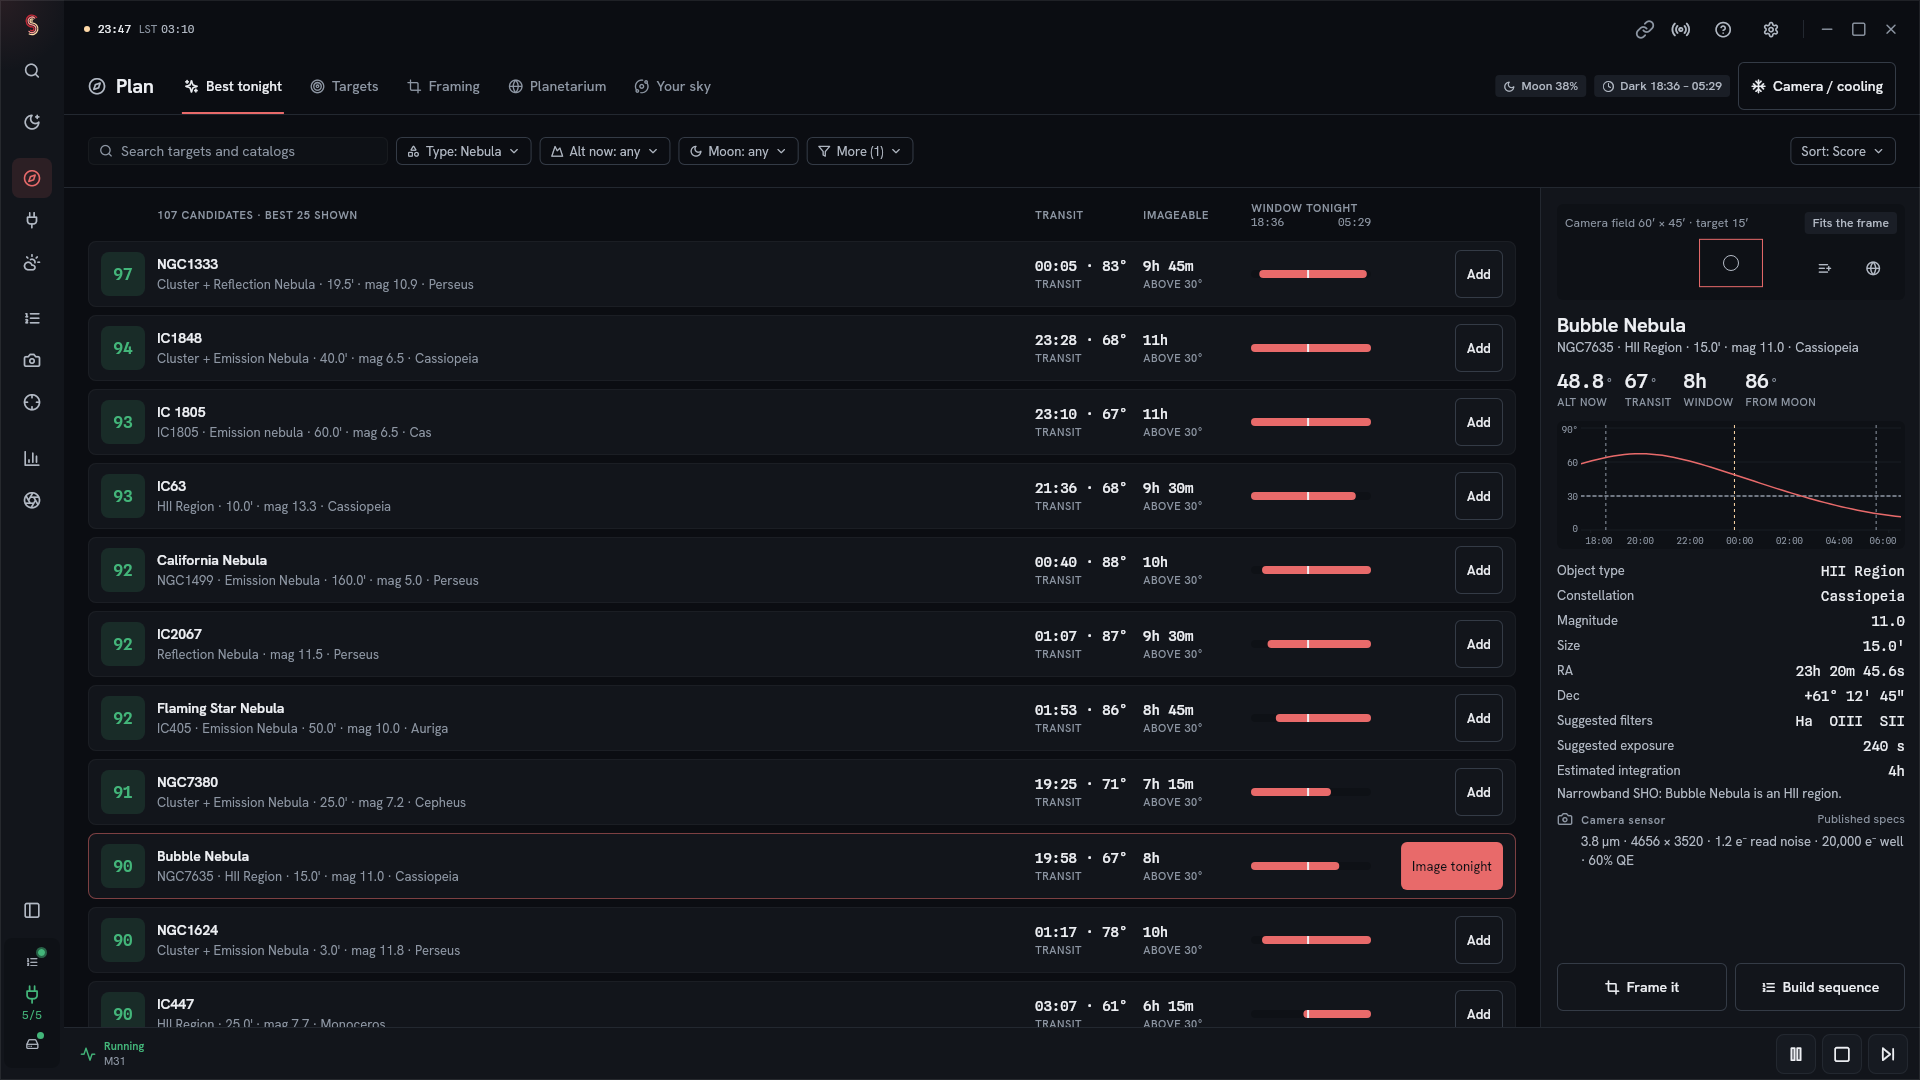 23:47 LST 03:10
Plan
Best tonight
Targets
Framing
Planetarium
Your sky
Moon 38%
Dark 18:36 – 05:29
Camera / cooling
Search targets and catalogs
Type: Nebula
Alt now: any
Moon: any
More (1)
Sort: Score
107 CANDIDATES · BEST 25 SHOWN
TRANSIT
IMAGEABLE
WINDOW TONIGHT
18:36 05:29
97
NGC1333
Cluster + Reflection Nebula · 19.5' · mag 10.9 · Perseus
00:05 · 83°
TRANSIT
9h 45m
ABOVE 30°
Add
94
IC1848
Cluster + Emission Nebula · 40.0' · mag 6.5 · Cassiopeia
23:28 · 68°
TRANSIT
11h
ABOVE 30°
Add
93
IC 1805
IC1805 · Emission nebula · 60.0' · mag 6.5 · Cas
23:10 · 67°
TRANSIT
11h
ABOVE 30°
Add
93
IC63
HII Region · 10.0' · mag 13.3 · Cassiopeia
21:36 · 68°
TRANSIT
9h 30m
ABOVE 30°
Add
92
California Nebula
NGC1499 · Emission Nebula · 160.0' · mag 5.0 · Perseus
00:40 · 88°
TRANSIT
10h
ABOVE 30°
Add
92
IC2067
Reflection Nebula · mag 11.5 · Perseus
01:07 · 87°
TRANSIT
9h 30m
ABOVE 30°
Add
92
Flaming Star Nebula
IC405 · Emission Nebula · 50.0' · mag 10.0 · Auriga
01:53 · 86°
TRANSIT
8h 45m
ABOVE 30°
Add
91
NGC7380
Cluster + Emission Nebula · 25.0' · mag 7.2 · Cepheus
19:25 · 71°
TRANSIT
7h 15m
ABOVE 30°
Add
90
Bubble Nebula
NGC7635 · HII Region · 15.0' · mag 11.0 · Cassiopeia
19:58 · 67°
TRANSIT
8h
ABOVE 30°
Image tonight
90
NGC1624
Cluster + Emission Nebula · 3.0' · mag 11.8 · Perseus
01:17 · 78°
TRANSIT
10h
ABOVE 30°
Add
90
IC447
HII Region · 25.0' · mag 7.7 · Monoceros
03:07 · 61°
TRANSIT
6h 15m
ABOVE 30°
Add
Camera field 60′ × 45′ · target 15′
Fits the frame
Bubble Nebula
NGC7635 · HII Region · 15.0' · mag 11.0 · Cassiopeia
48.8° 67° 8h 86°
ALT NOW TRANSIT WINDOW FROM MOON
90°
60
30
0
18:00 20:00 22:00 00:00 02:00 04:00 06:00
Object type HII Region
Constellation Cassiopeia
Magnitude 11.0
Size 15.0'
RA 23h 20m 45.6s
Dec +61° 12' 45"
Suggested filters Ha OIII SII
Suggested exposure 240 s
Estimated integration 4h
Narrowband SHO: Bubble Nebula is an HII region.
Camera sensor Published specs
3.8 µm · 4656 × 3520 · 1.2 e⁻ read noise · 20,000 e⁻ well
· 60% QE
Frame it
Build sequence
5/5
Running
M31